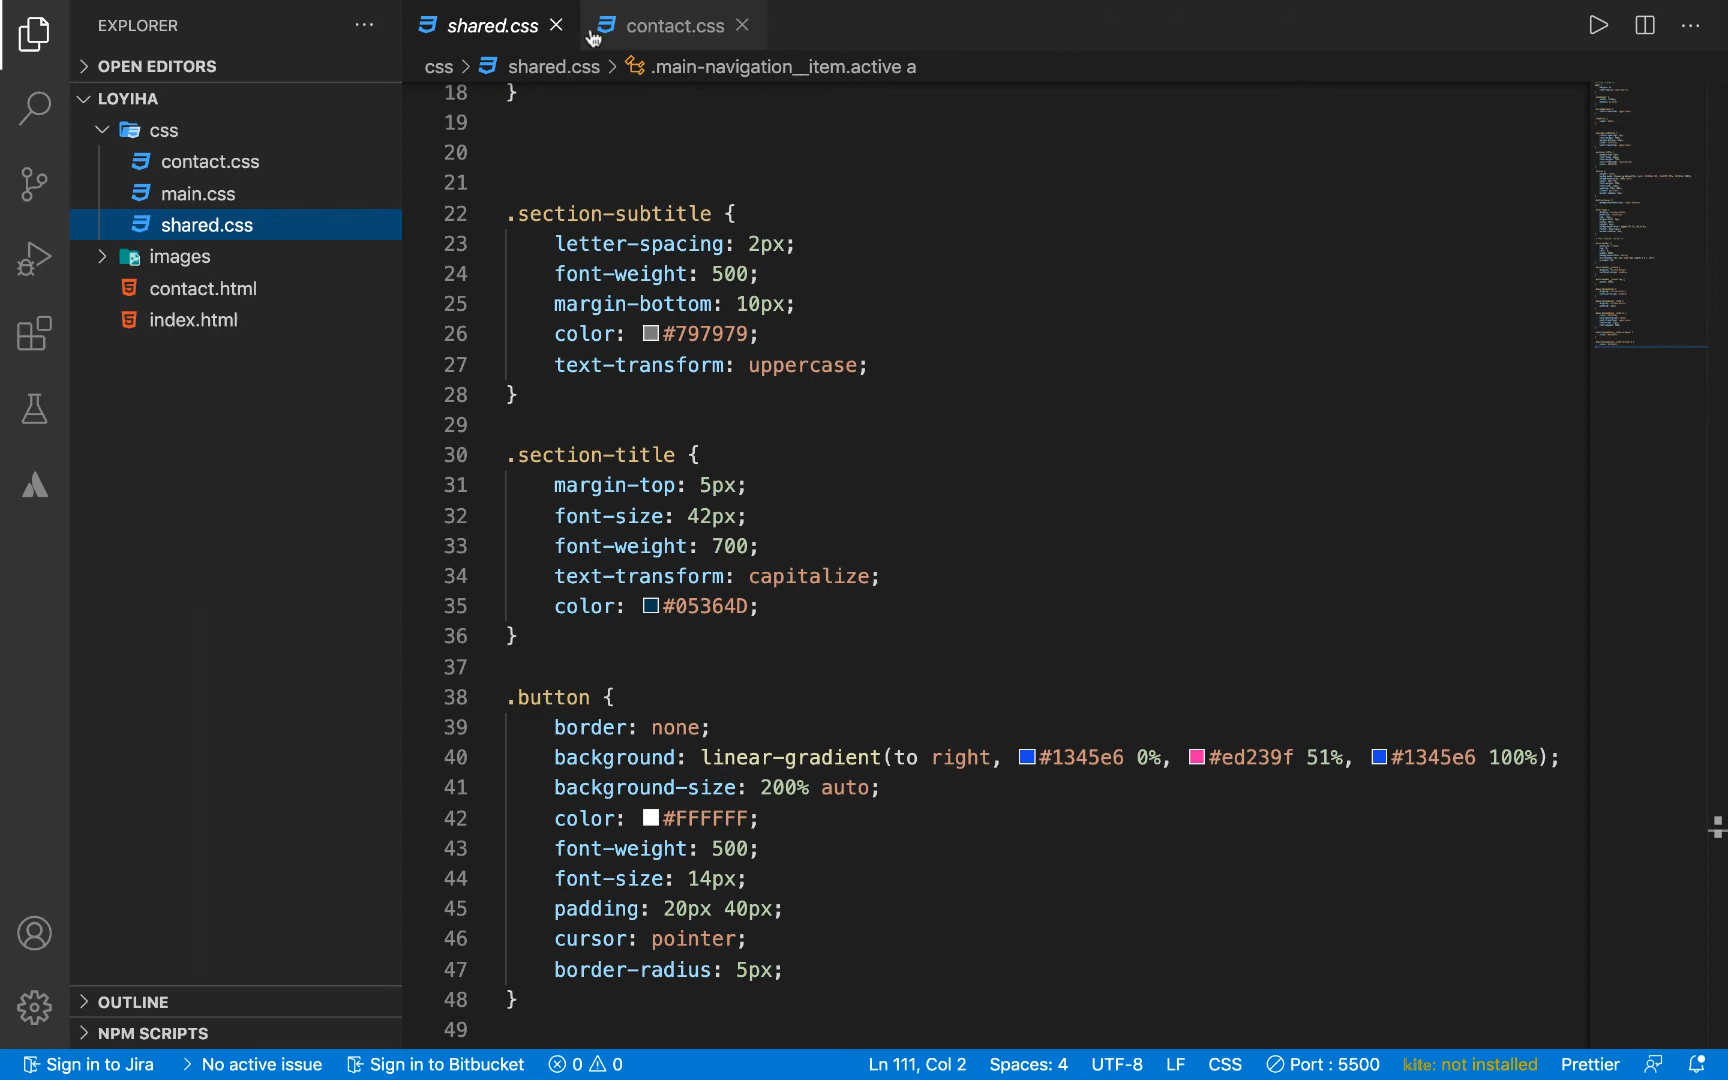 EXPLORER
OPEN EDITORS
LOYIHA
css
contact.css
main.css
shared.css
images
contact.html
index.html
OUTLINE
NPM SCRIPTS
shared.css
contact.css
css > shared.css > .main-navigation__item.active a
18 }
19
20
21
22 .section-subtitle {
23 letter-spacing: 2px;
24 font-weight: 500;
25 margin-bottom: 10px;
26 color: #797979;
27 text-transform: uppercase;
28 }
29
30 .section-title {
31 margin-top: 5px;
32 font-size: 42px;
33 font-weight: 700;
34 text-transform: capitalize;
35 color: #05364D;
36 }
37
38 .button {
39 border: none;
40 background: linear-gradient(to right, #1345e6 0%, #ed239f 51%, #1345e6 100%);
41 background-size: 200% auto;
42 color: #FFFFFF;
43 font-weight: 500;
44 font-size: 14px;
45 padding: 20px 40px;
46 cursor: pointer;
47 border-radius: 5px;
48 }
49
Sign in to Jira > No active issue Sign in to Bitbucket 0 0 Ln 111, Col 2 Spaces: 4 UTF-8 LF CSS Port : 5500 kite: not installed Prettier